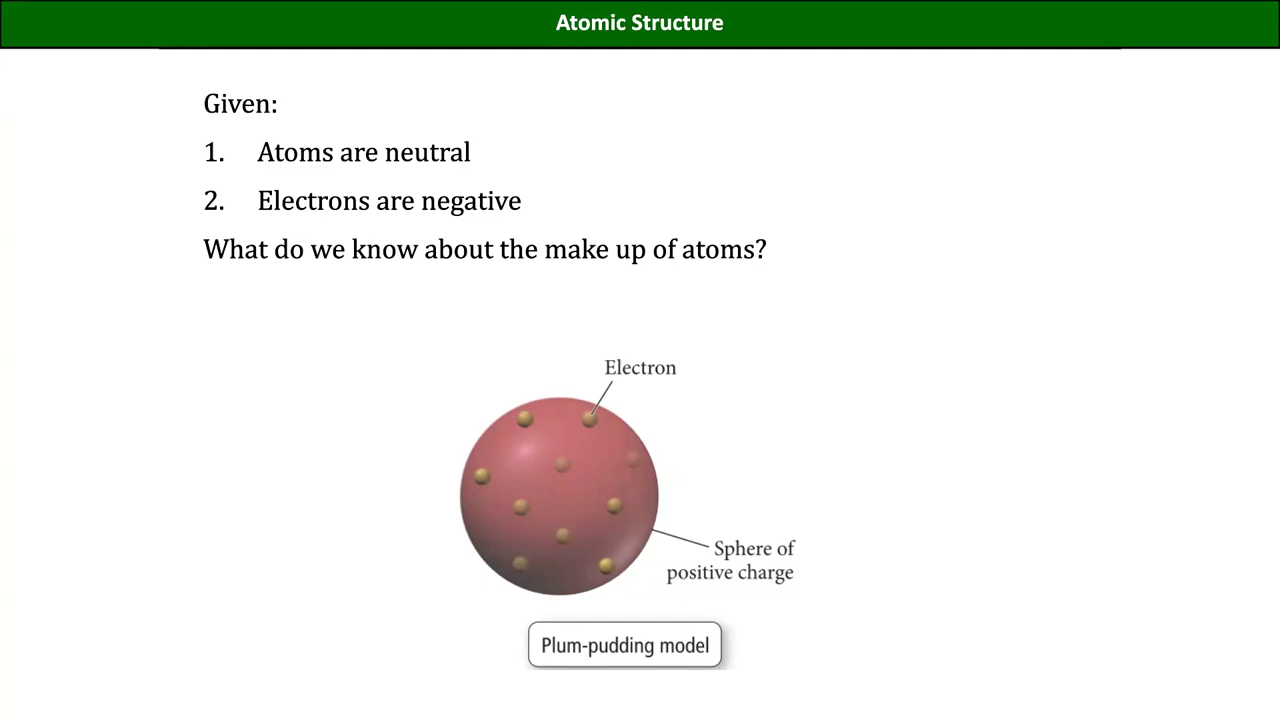 Atomic Structure
Given:
1. Atoms are neutral
2. Electrons are negative
What do we know about the make up of atoms?
Electron
Sphere of
positive charge
Plum-pudding model